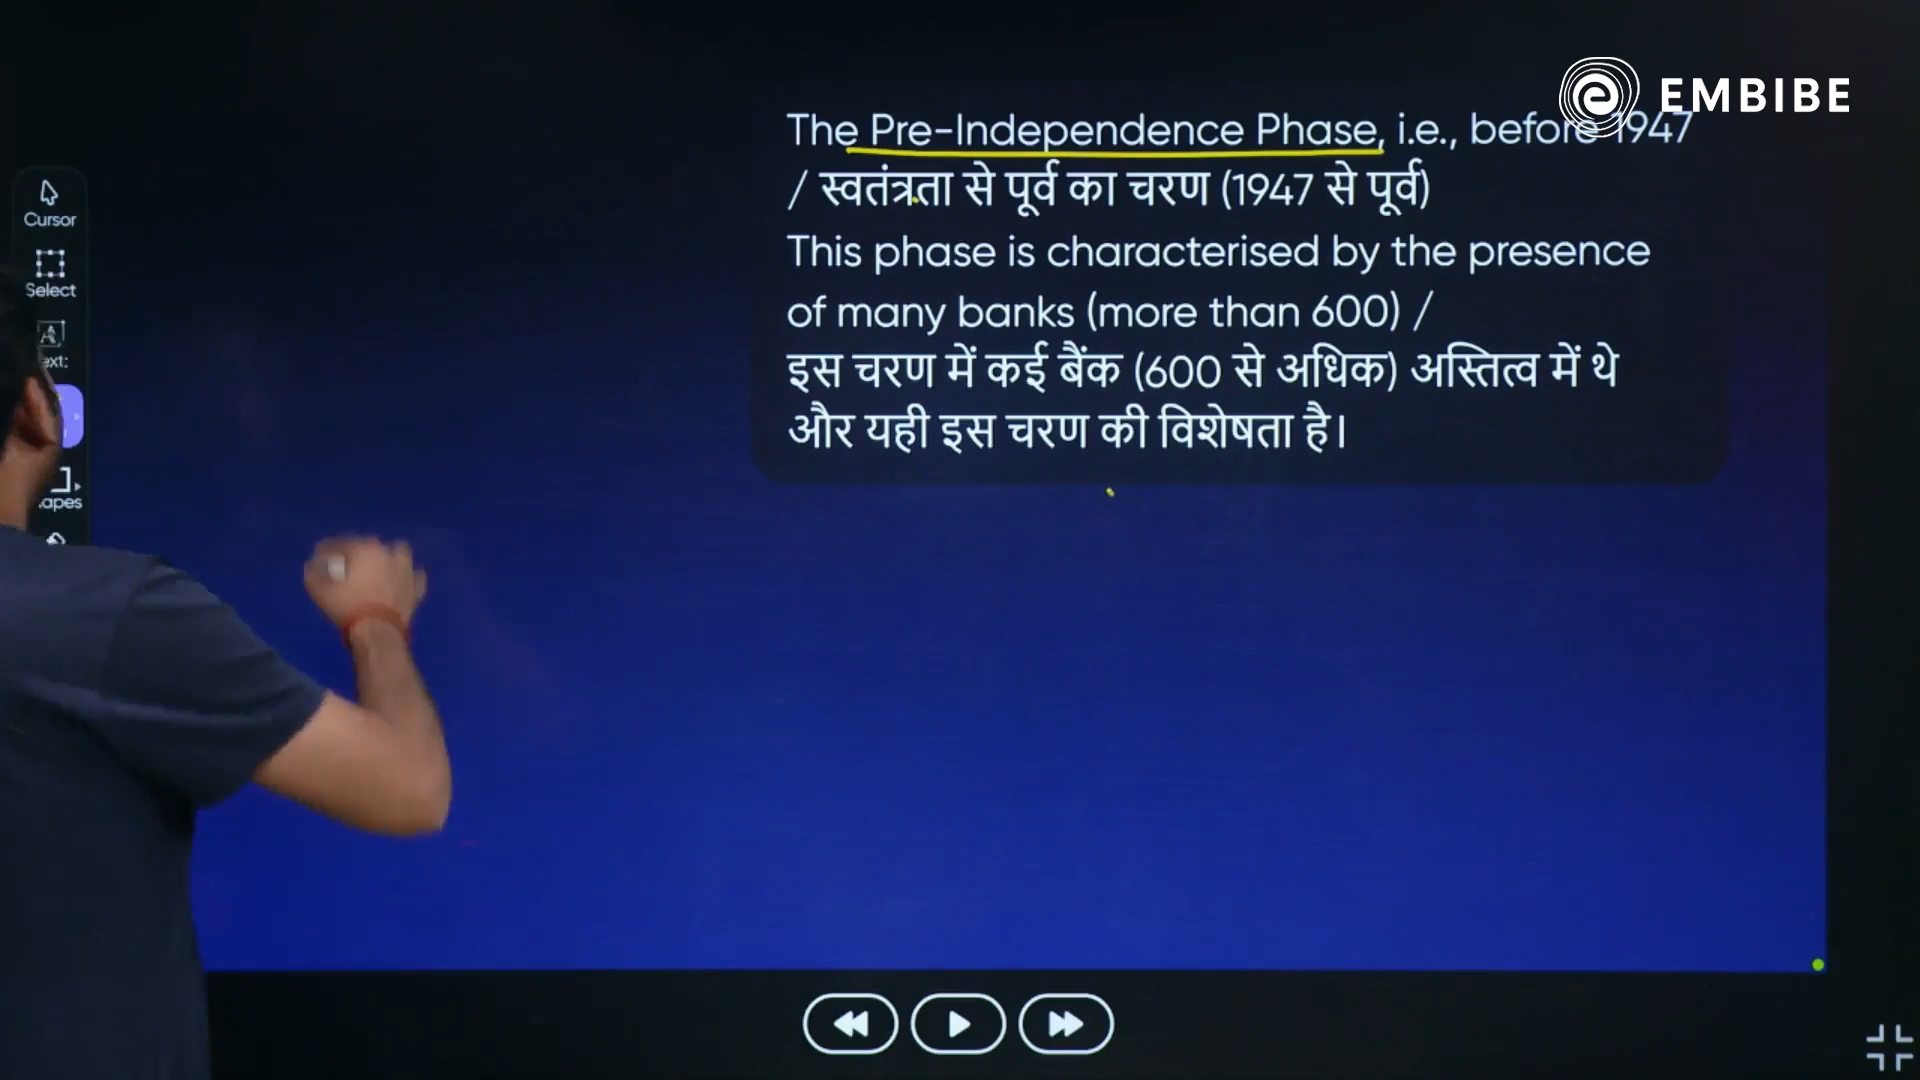 EMBIBE
The Pre-Independence Phase, i.e., before 1947
/ स्वतंत्रता से पूर्व का चरण (1947 से पूर्व)
This phase is characterised by the presence
of many banks (more than 600) /
इस चरण में कई बैंक (600 से अधिक) अस्तित्व में थे
और यही इस चरण की विशेषता है।
Cursor
Select